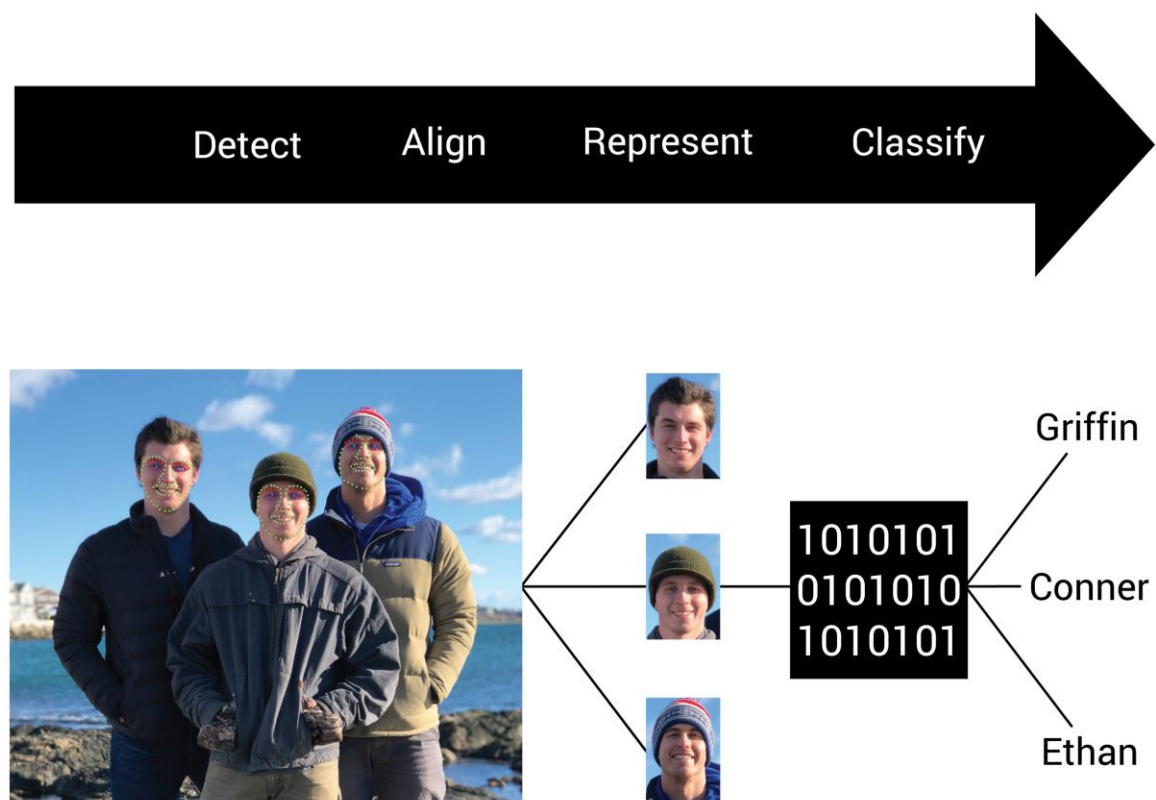 Detect Align Represent Classify
Griffin
1010101
0101010
1010101
Conner
Ethan